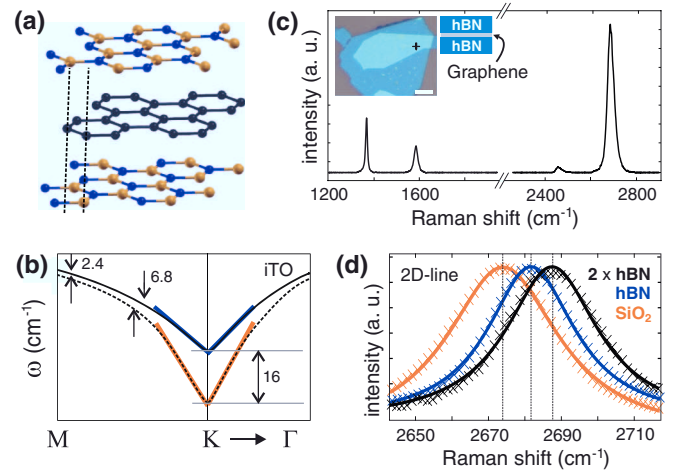 (a)
(b)
2.4
6.8
iTO
16
ω (cm⁻¹)
M
K
Γ
(c)
hBN
hBN
Graphene
intensity (a. u.)
1200
1600
2400
2800
Raman shift (cm⁻¹)
(d)
2D-line
2 x hBN
hBN
SiO₂
intensity (a. u.)
2650
2670
2690
2710
Raman shift (cm⁻¹)